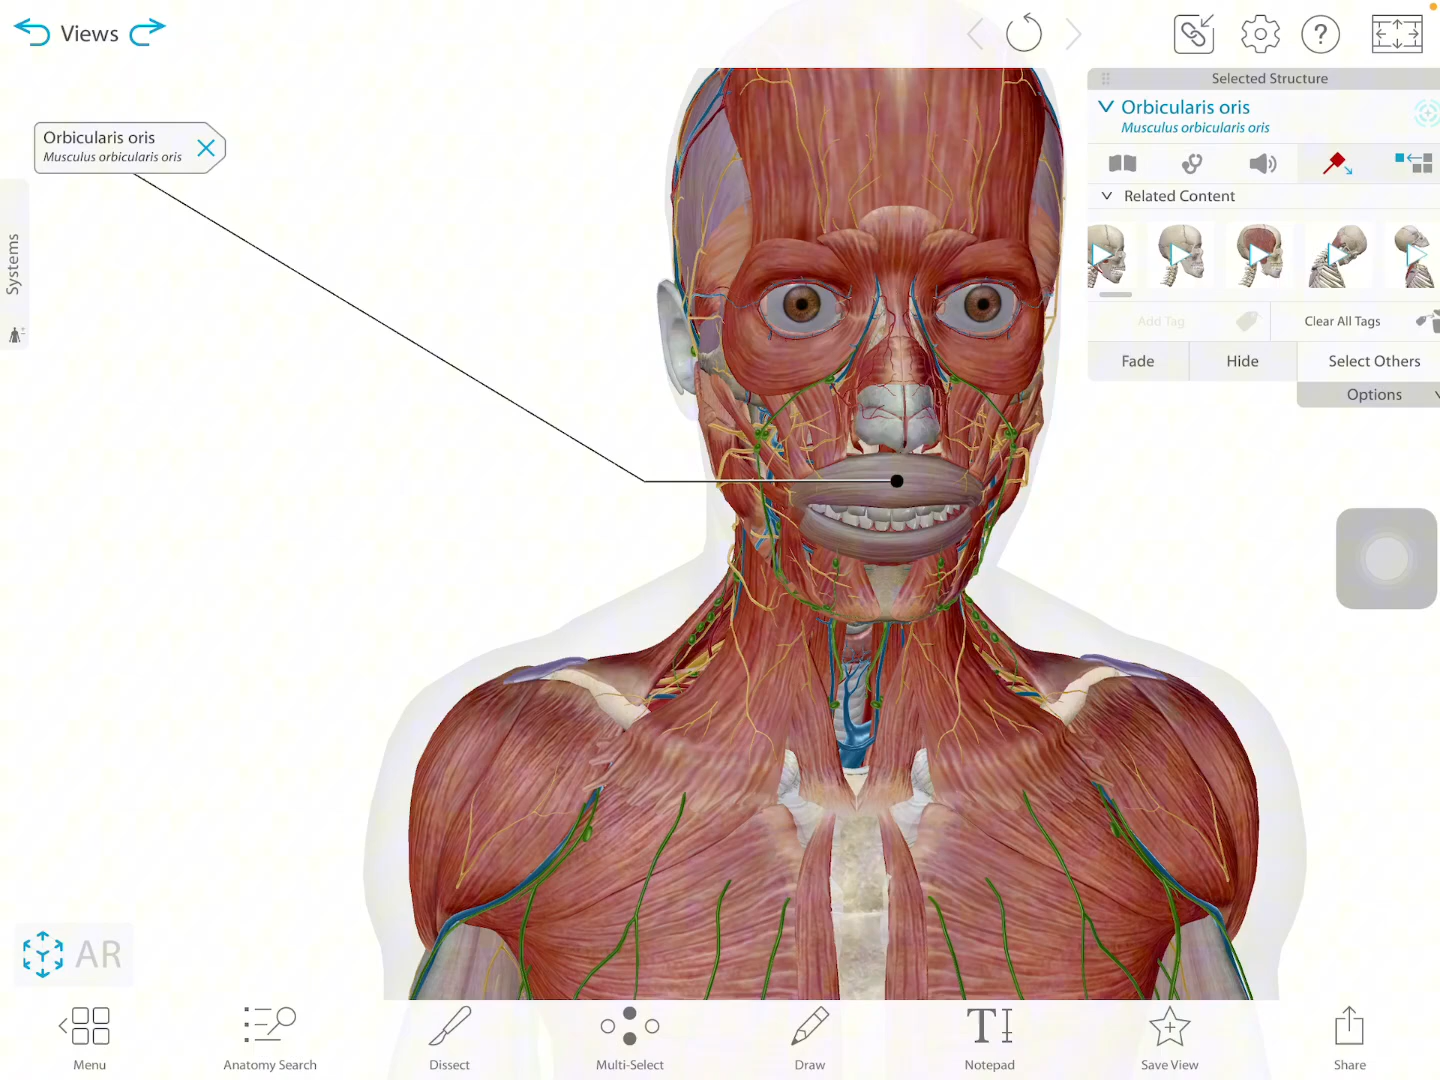 Views
Selected Structure
Orbicularis oris
Musculus orbicularis oris
Orbicularis oris
Musculus orbicularis oris
Related Content
Systems
Add Tag
Clear All Tags
Fade
Hide
Select Others
Options
AR
Menu
Anatomy Search
Dissect
Multi-Select
Draw
Notepad
Save View
Share